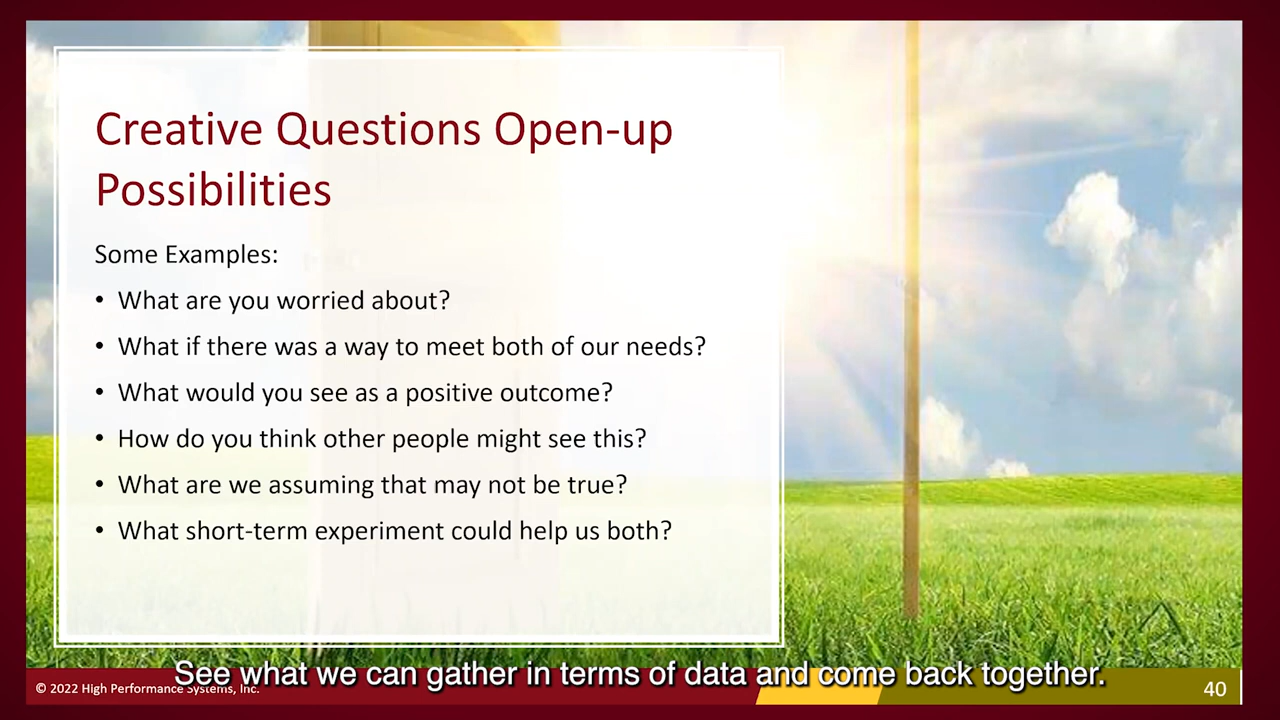 Creative Questions Open-up
Possibilities
Some Examples:
• What are you worried about?
• What if there was a way to meet both of our needs?
• What would you see as a positive outcome?
• How do you think other people might see this?
• What are we assuming that may not be true?
• What short-term experiment could help us both?
See what we can gather in terms of data and come back together.
© 2022 High Performance Systems, Inc.
40